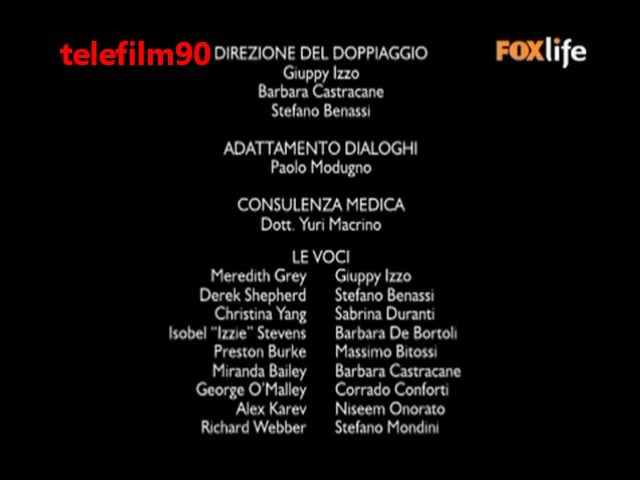 telefilm90
FOXlife
DIREZIONE DEL DOPPIAGGIO
Giuppy Izzo
Barbara Castracane
Stefano Benassi
ADATTAMENTO DIALOGHI
Paolo Modugno
CONSULENZA MEDICA
Dott. Yuri Macrino
LE VOCI
Meredith Grey Giuppy Izzo
Derek Shepherd Stefano Benassi
Christina Yang Sabrina Duranti
Isobel "Izzie" Stevens Barbara De Bortoli
Preston Burke Massimo Bitossi
Miranda Bailey Barbara Castracane
George O'Malley Corrado Conforti
Alex Karev Niseem Onorato
Richard Webber Stefano Mondini